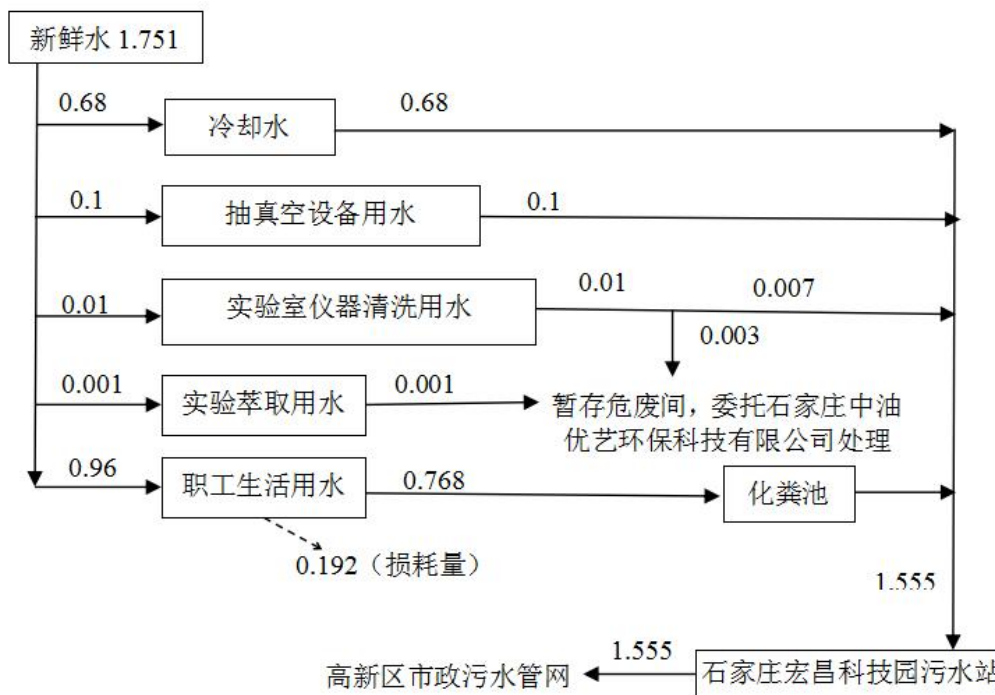 新鲜水 1.751
0.68
冷却水
0.68
0.1
抽真空设备用水
0.1
0.01
实验室仪器清洗用水
0.01
0.007
0.003
0.001
实验萃取用水
0.001
暂存危废间，委托石家庄中油
优艺环保科技有限公司处理
0.96
职工生活用水
0.768
化粪池
0.192（损耗量）
1.555
高新区市政污水管网
1.555
石家庄宏昌科技园污水站